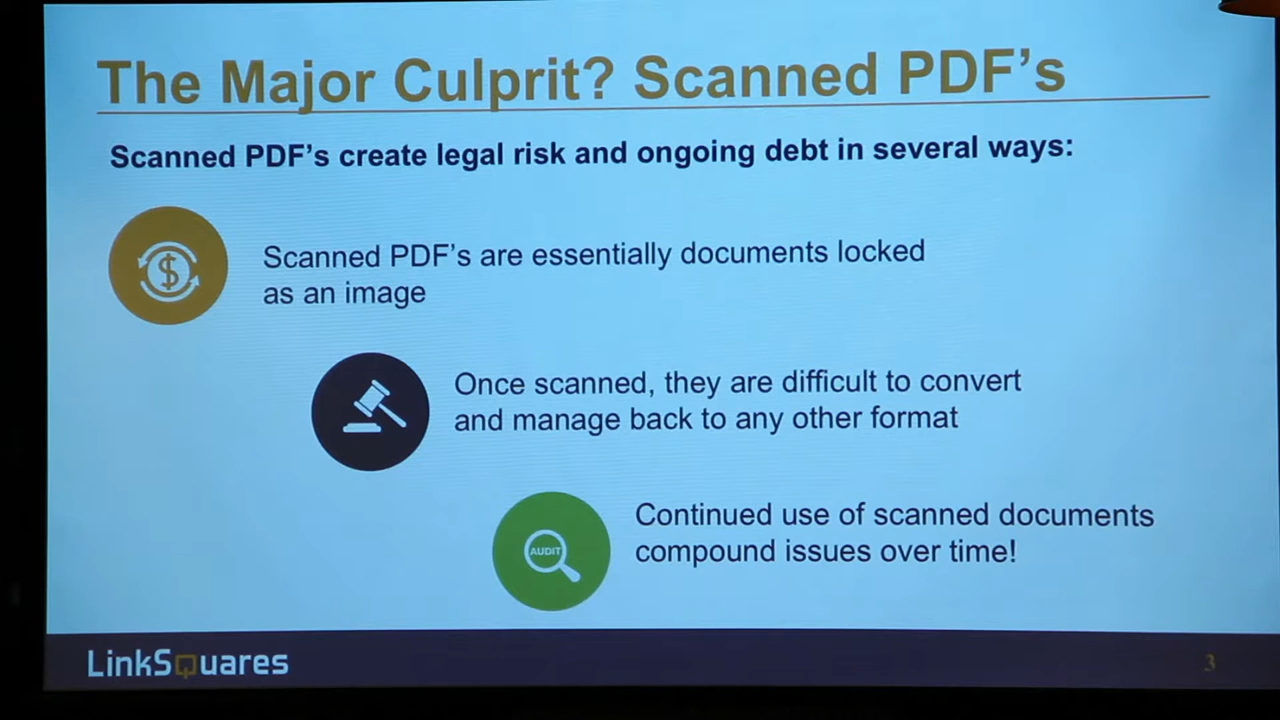 The Major Culprit? Scanned PDF's
Scanned PDF's create legal risk and ongoing debt in several ways:
$
Scanned PDF's are essentially documents locked
as an image
Once scanned, they are difficult to convert
and manage back to any other format
AUDIT
Continued use of scanned documents
compound issues over time!
LinkSquares
3